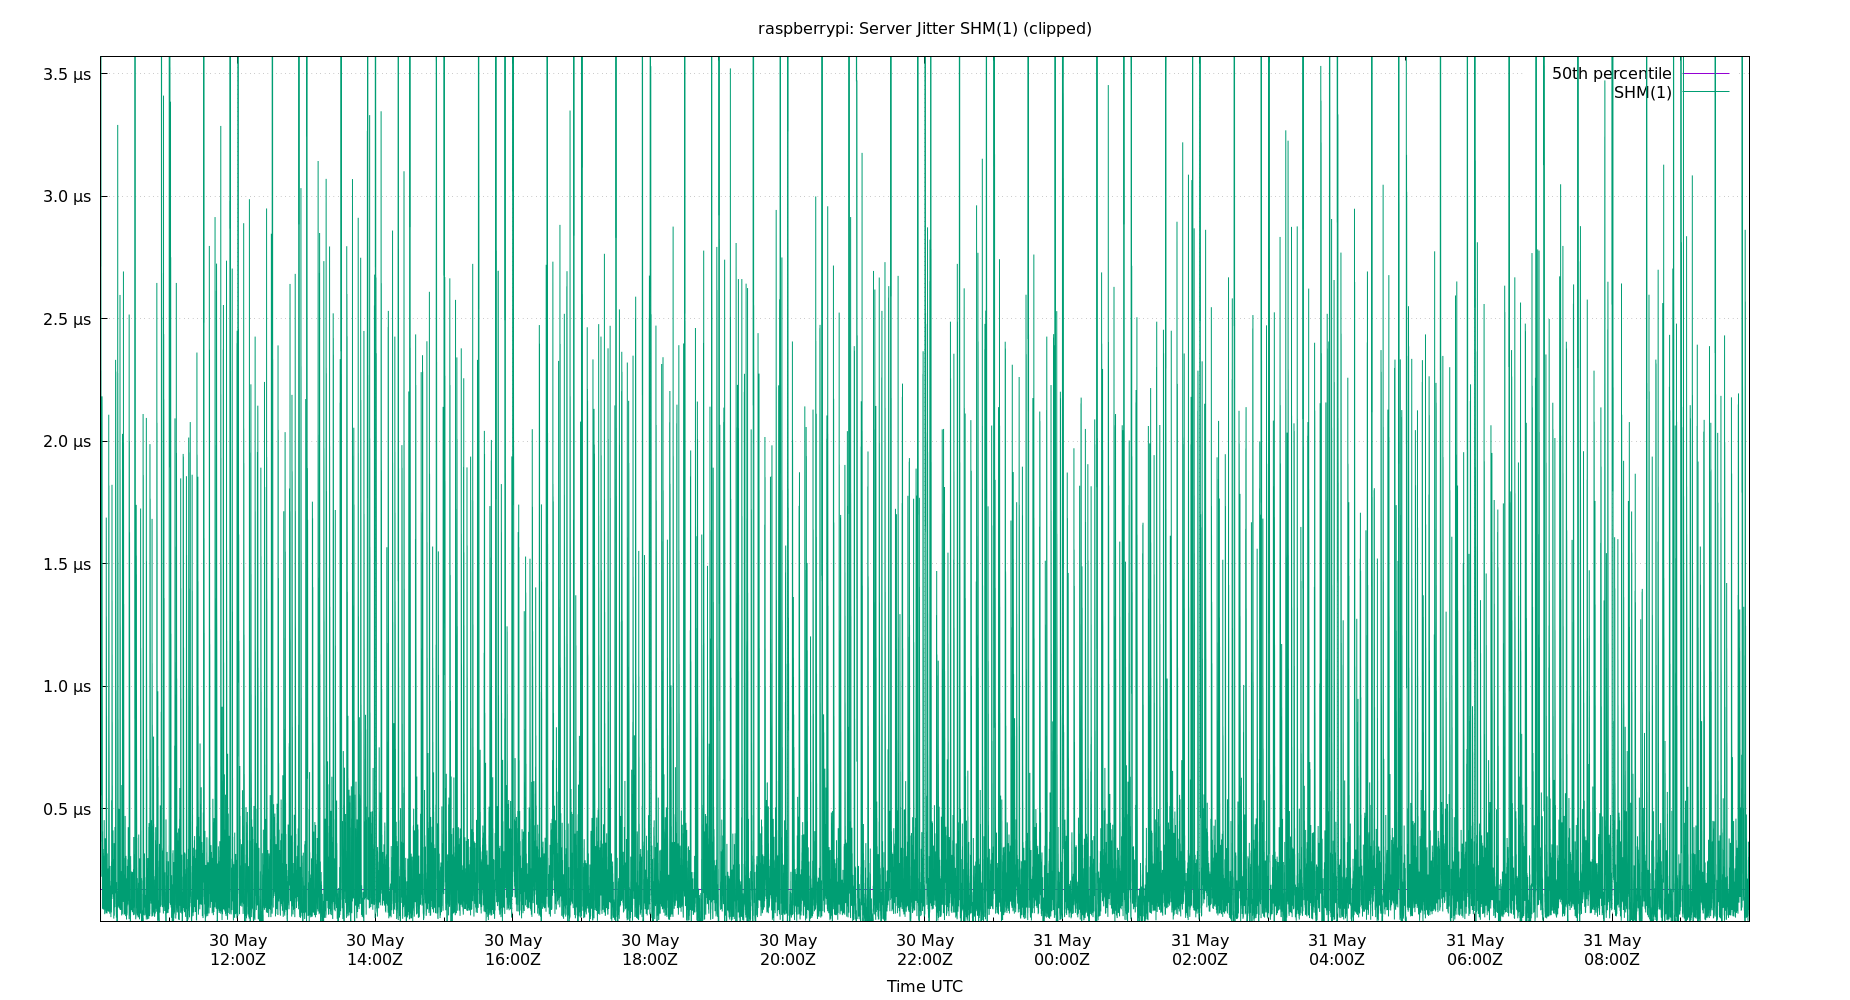 raspberrypi: Server Jitter SHM(1) (clipped)
3.5 µs
3.0 µs
2.5 µs
2.0 µs
1.5 µs
1.0 µs
0.5 µs
50th percentile
SHM(1)
30 May 30 May 30 May 30 May 30 May 30 May 31 May 31 May 31 May 31 May 31 May
12:00Z 14:00Z 16:00Z 18:00Z 20:00Z 22:00Z 00:00Z 02:00Z 04:00Z 06:00Z 08:00Z
Time UTC